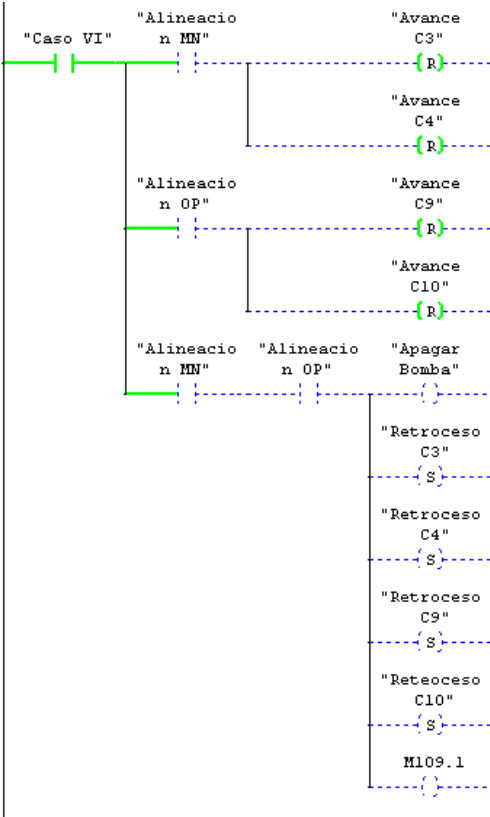 "Alineacio "Avance
"Caso VI" n MN" C3"
R
"Avance
C4"
R
"Alineacio "Avance
n OP" C9"
R
"Avance
C10"
R
"Alineacio "Alineacio "Apagar
n MN" n OP" Bomba"
"Retroceso
C3"
S
"Retroceso
C4"
S
"Retroceso
C9"
S
"Reteoceso
C10"
S
M109.1